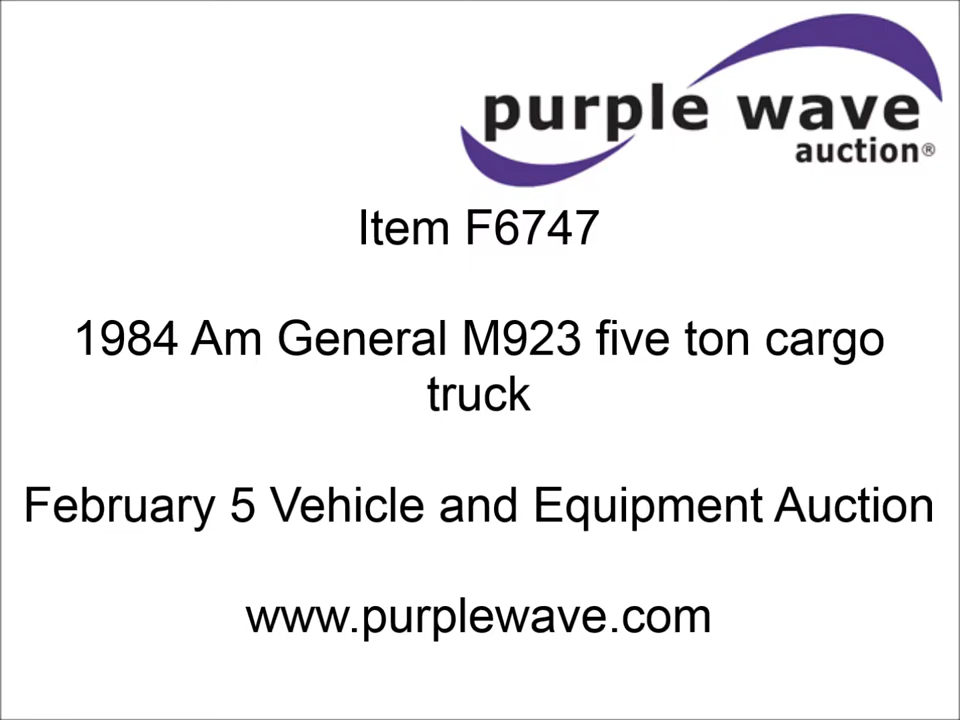 purple wave
auction®
Item F6747
1984 Am General M923 five ton cargo
truck
February 5 Vehicle and Equipment Auction
www.purplewave.com